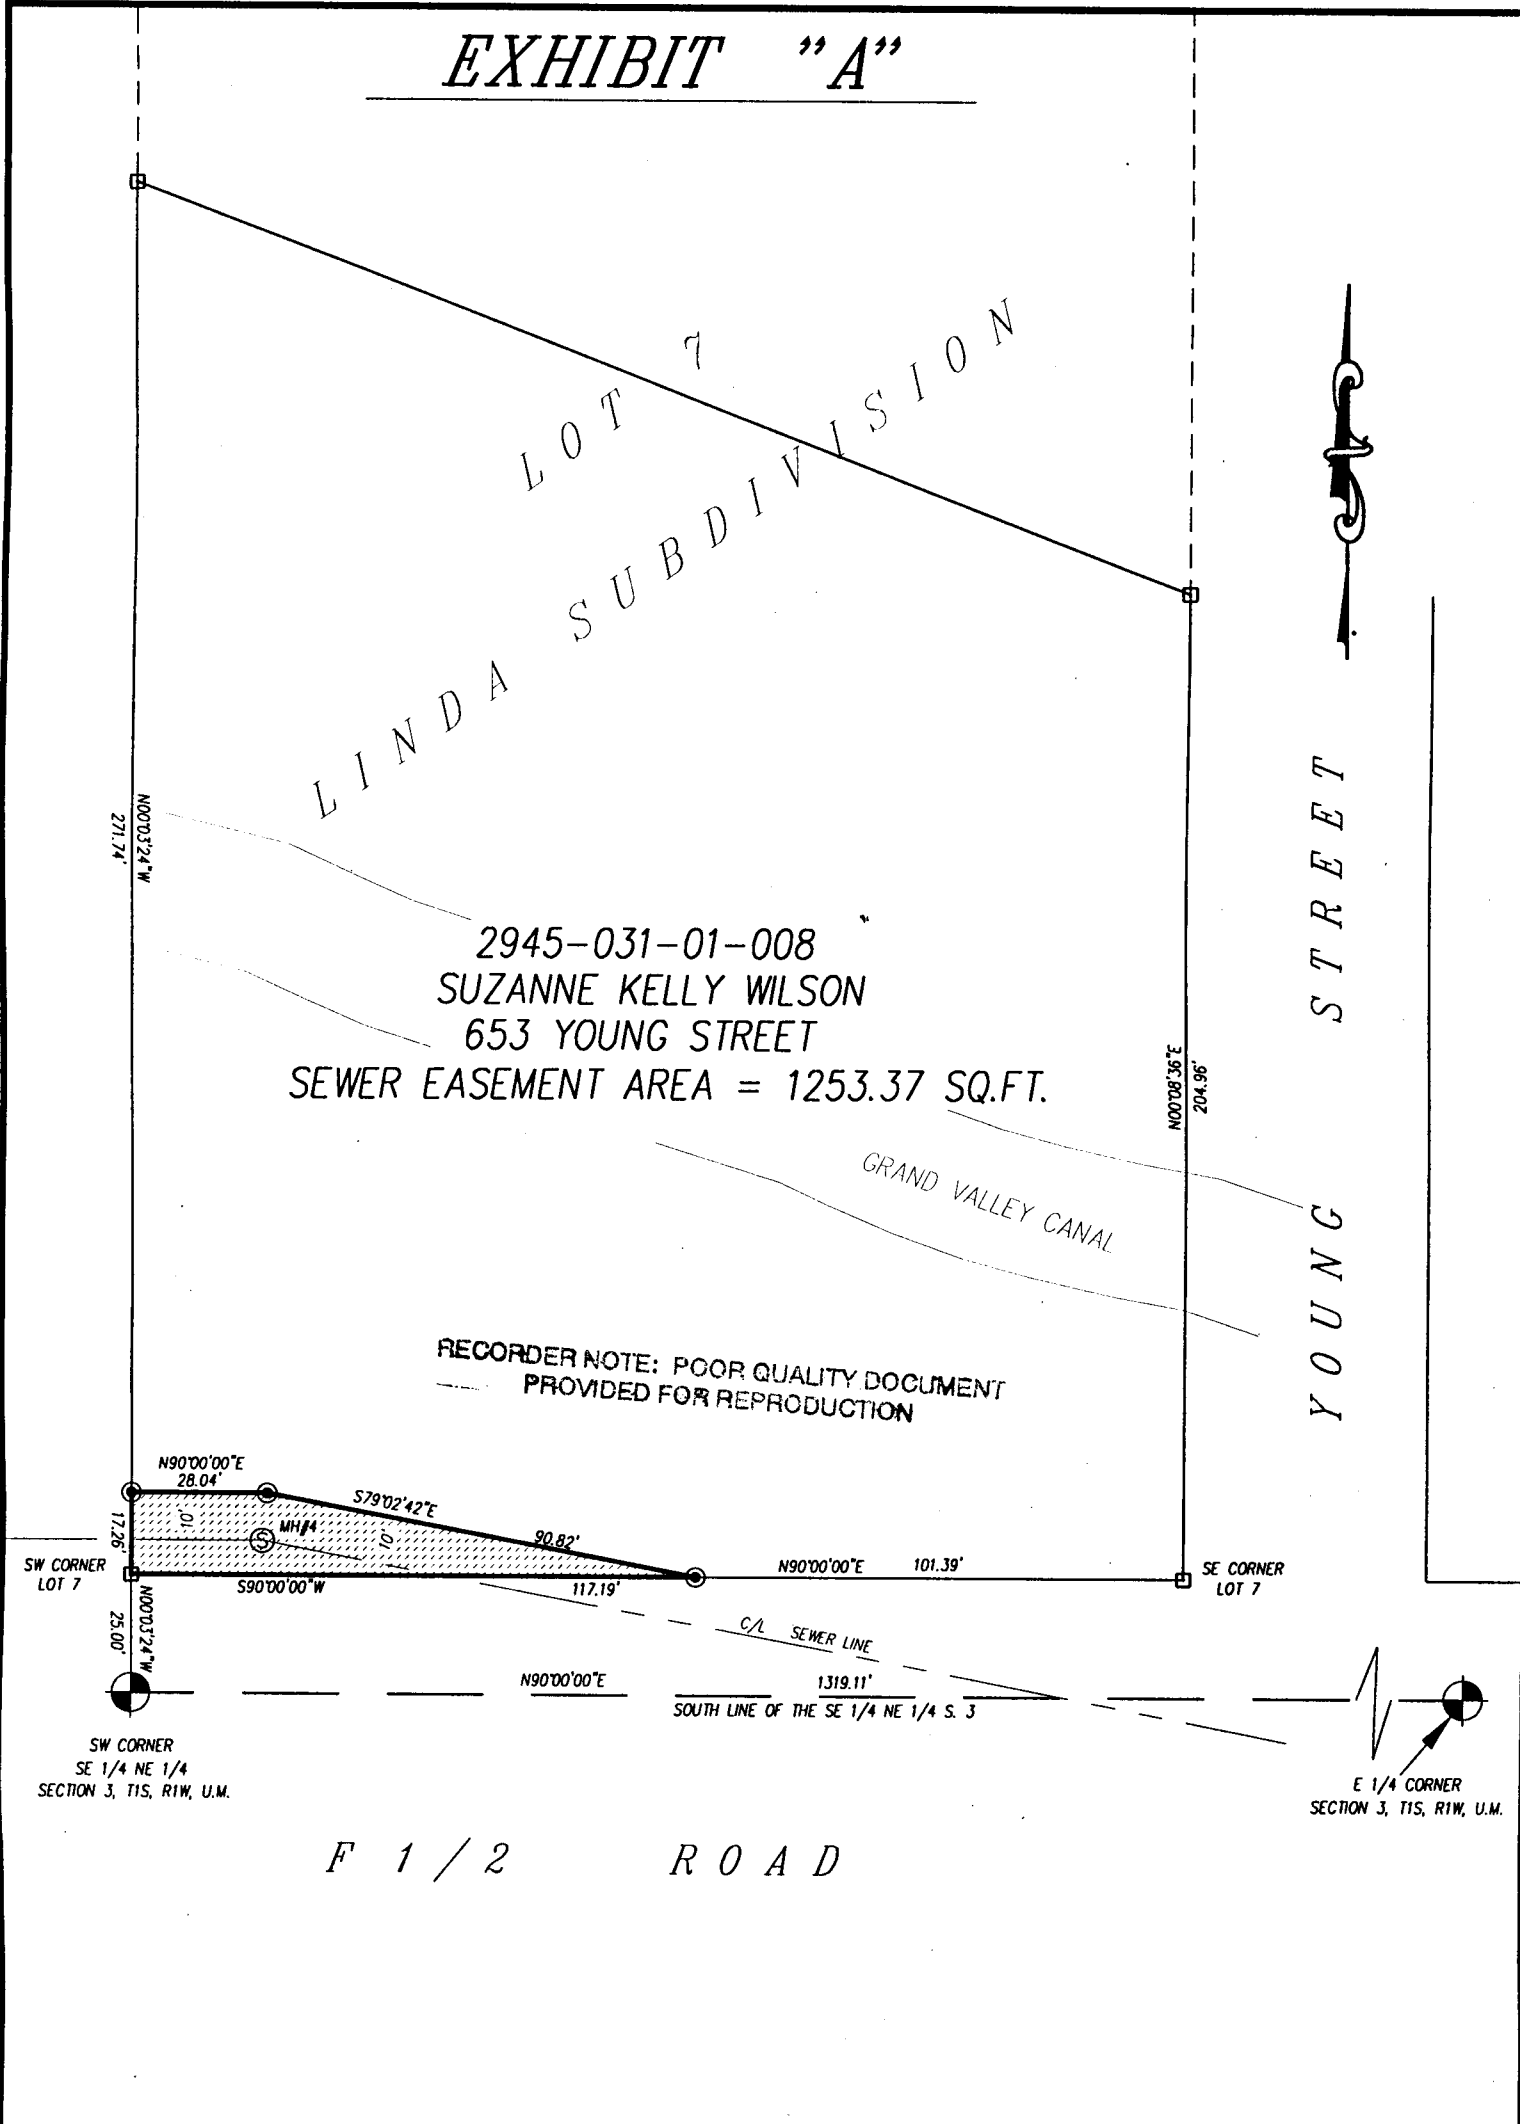 EXHIBIT "A"
LOT 7
LINDA SUBDIVISION
N00°03'24"W
271.74'
2945-031-01-008
SUZANNE KELLY WILSON
653 YOUNG STREET
SEWER EASEMENT AREA = 1253.37 SQ.FT.
N00°08'36"E
204.96'
YOUNG STREET
GRAND VALLEY CANAL
RECORDER NOTE: POOR QUALITY DOCUMENT
PROVIDED FOR REPRODUCTION
N90°00'00"E
28.04'
S79°02'42"E
90.82'
17.26'
10'
MH#4
S
10'
SW CORNER
LOT 7
S90°00'00"W
117.19'
N90°00'00"E 101.39'
SE CORNER
LOT 7
N00°03'24"W
25.00'
C/L SEWER LINE
N90°00'00"E 1319.11'
SOUTH LINE OF THE SE 1/4 NE 1/4 S. 3
SW CORNER
SE 1/4 NE 1/4
SECTION 3, T1S, R1W, U.M.
E 1/4 CORNER
SECTION 3, T1S, R1W, U.M.
F 1/2 ROAD